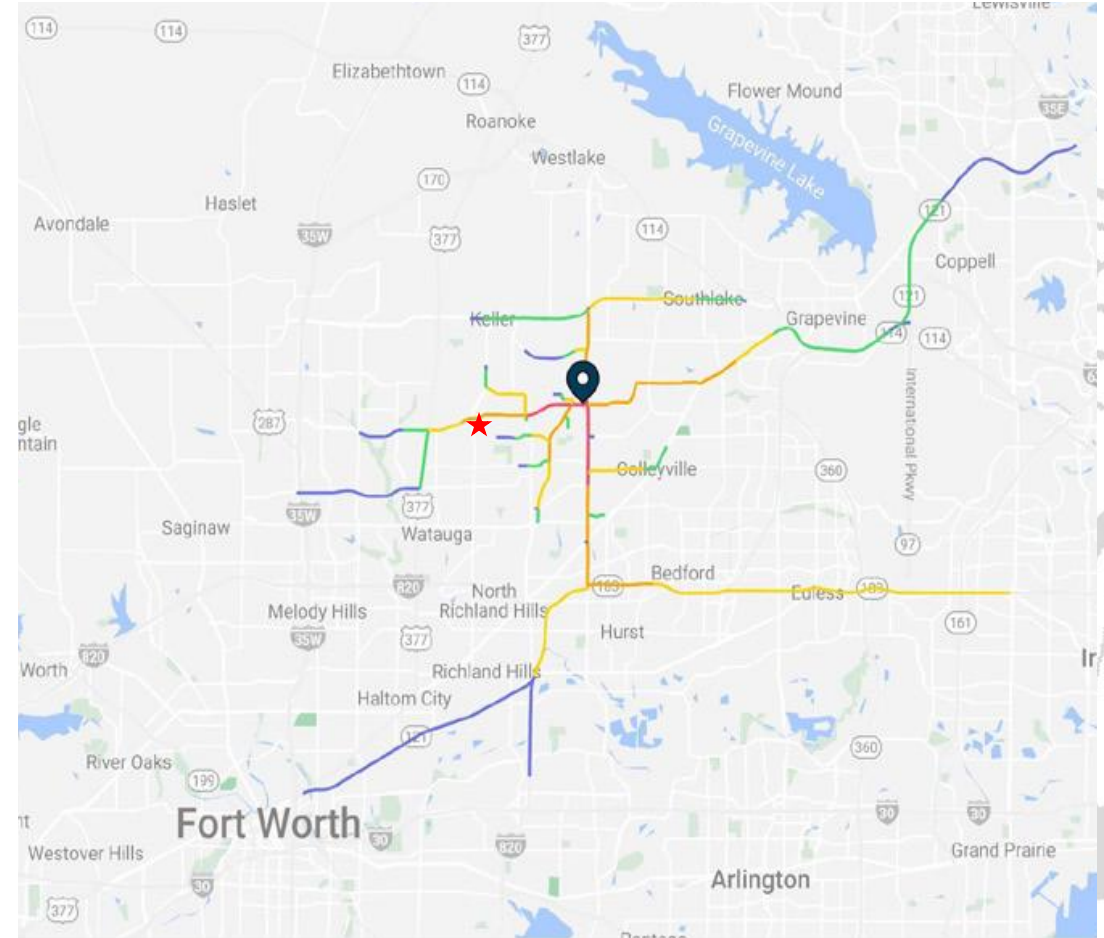 Lewisville
114
114
377
Elizabethtown
114
Flower Mound
35E
Roanoke
Grapevine Lake
Westlake
170
Haslet
121
Avondale
114
35W
377
Coppell
121
Southlake
Keller
Grapevine
114
114
International Pkwy
287
360
Colleyville
377
35W
Saginaw
Watauga
97
Bedford
820
183
183
North
Richland Hills
Euless
Melody Hills
161
35W
377
Hurst
820
Worth
Richland Hills
Haltom City
121
360
River Oaks
199
Fort Worth
30
30
30
820
Westover Hills
Grand Prairie
Arlington
30
377